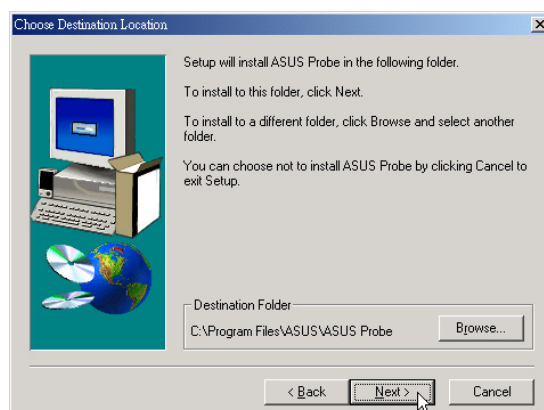 Choose Destination Location
Setup will install ASUS Probe in the following folder.
To install to this folder, click Next.
To install to a different folder, click Browse and select another
folder.
You can choose not to install ASUS Probe by clicking Cancel to
exit Setup.
Destination Folder
C:\Program Files\ASUS\ASUS Probe
Browse...
< Back
Next >
Cancel